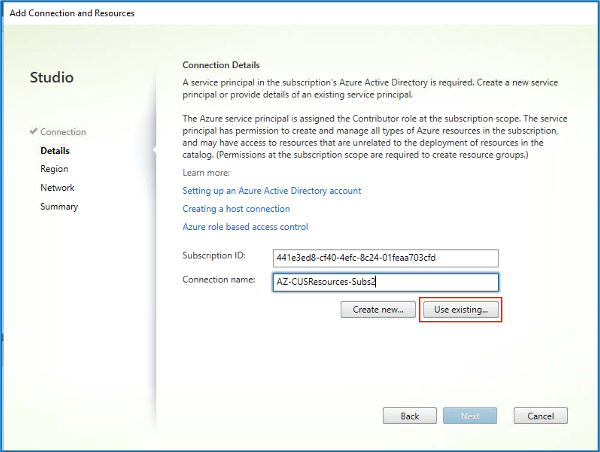 Add Connection and Resources
Studio
✓ Connection
Details
Region
Network
Summary
Connection Details
A service principal in the subscription's Azure Active Directory is required. Create a new service
principal or provide details of an existing service principal.
The Azure service principal is assigned the Contributor role at the subscription scope. The service
principal has permission to create and manage all types of Azure resources in the subscription,
and may have access to resources that are unrelated to the deployment of resources in the
catalog. (Permissions at the subscription scope are required to create resource groups.)
Learn more:
Setting up an Azure Active Directory account
Creating a host connection
Azure role based access control
Subscription ID: 441e3ed8-cf40-4efc-8c24-01feaa703cfd
Connection name: AZ-CUSResources-Subs2
Create new... Use existing...
Back Next Cancel